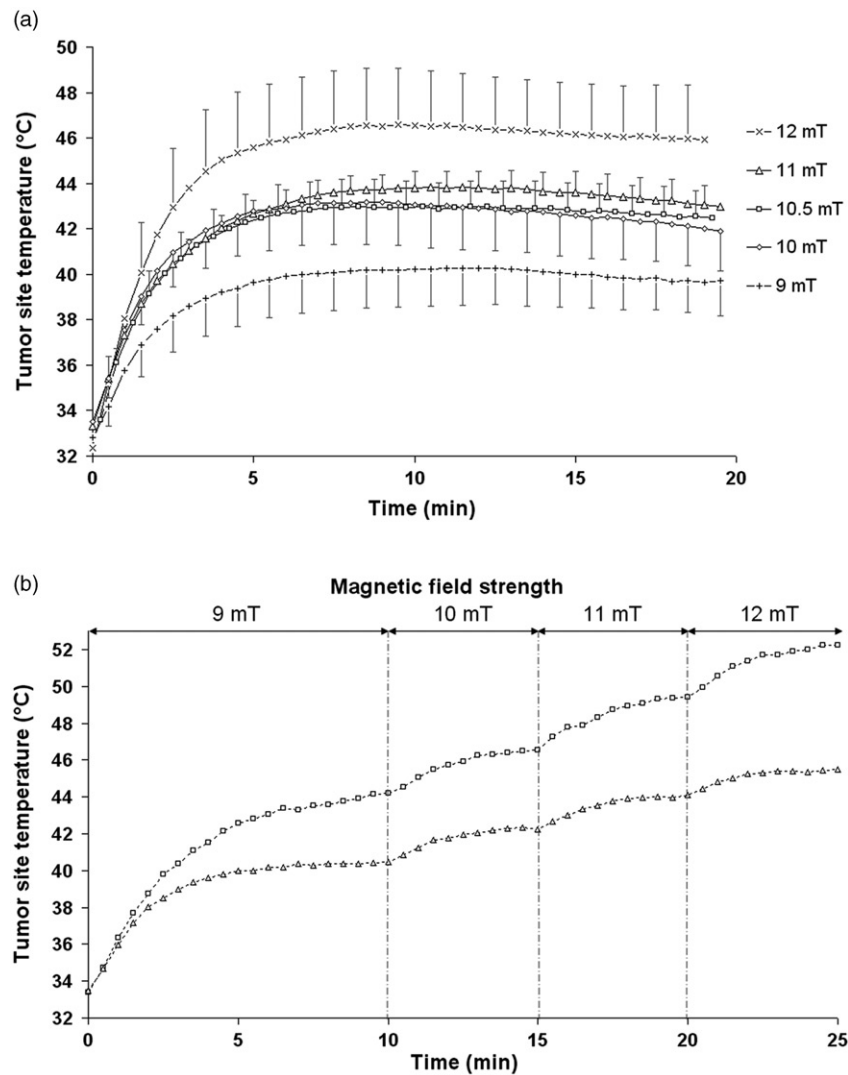 (a)
50
48
46
44
42
40
38
36
34
32
Tumor site temperature (°C)
0 5 10 15 20
Time (min)
12 mT
11 mT
10.5 mT
10 mT
9 mT
(b)
Magnetic field strength
9 mT 10 mT 11 mT 12 mT
52
50
48
46
44
42
40
38
36
34
32
Tumor site temperature (°C)
0 5 10 15 20 25
Time (min)